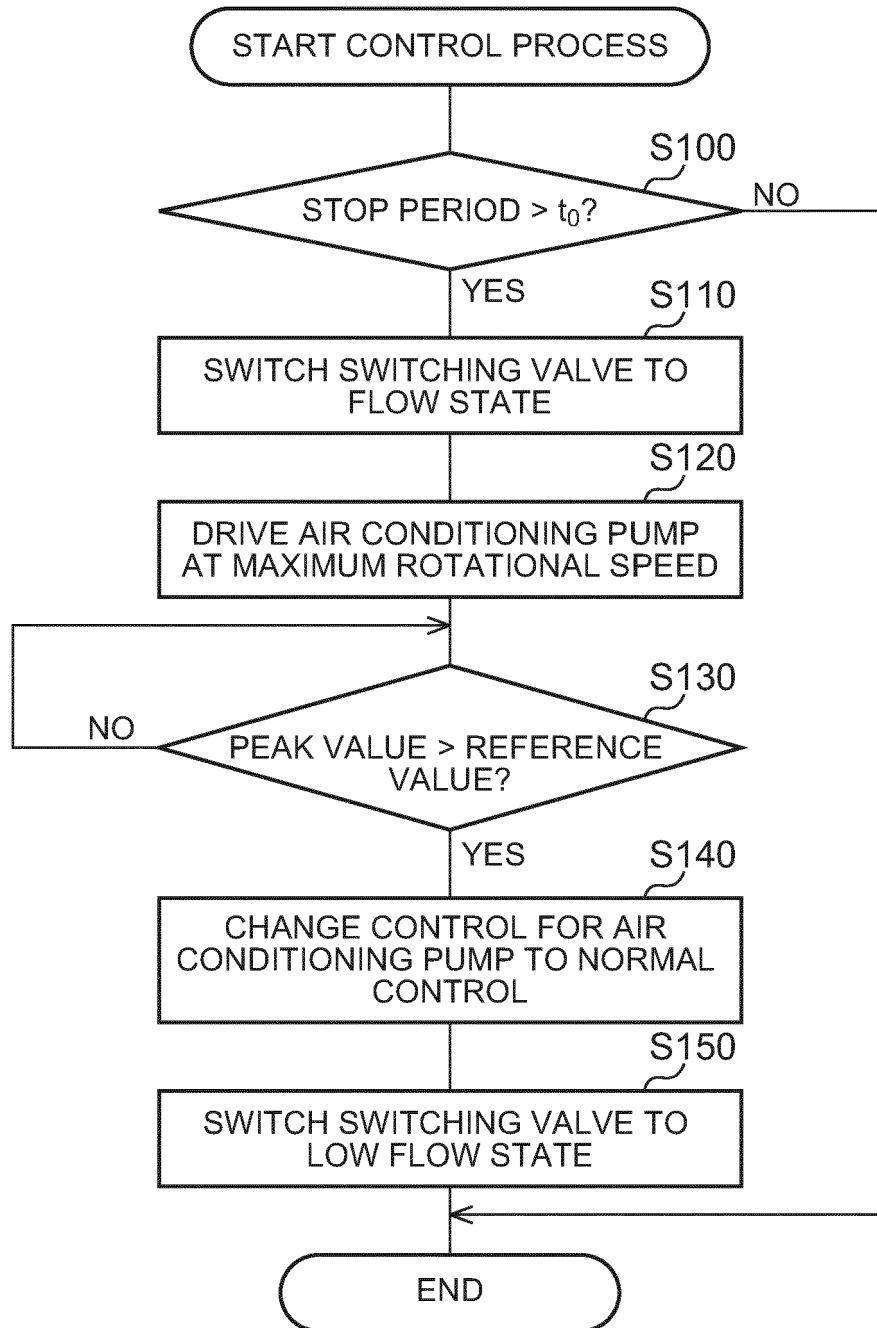 START CONTROL PROCESS
S100
STOP PERIOD > t₀?
NO
YES
S110
SWITCH SWITCHING VALVE TO
FLOW STATE
S120
DRIVE AIR CONDITIONING PUMP
AT MAXIMUM ROTATIONAL SPEED
S130
NO
PEAK VALUE > REFERENCE
VALUE?
YES
S140
CHANGE CONTROL FOR AIR
CONDITIONING PUMP TO NORMAL
CONTROL
S150
SWITCH SWITCHING VALVE TO
LOW FLOW STATE
END